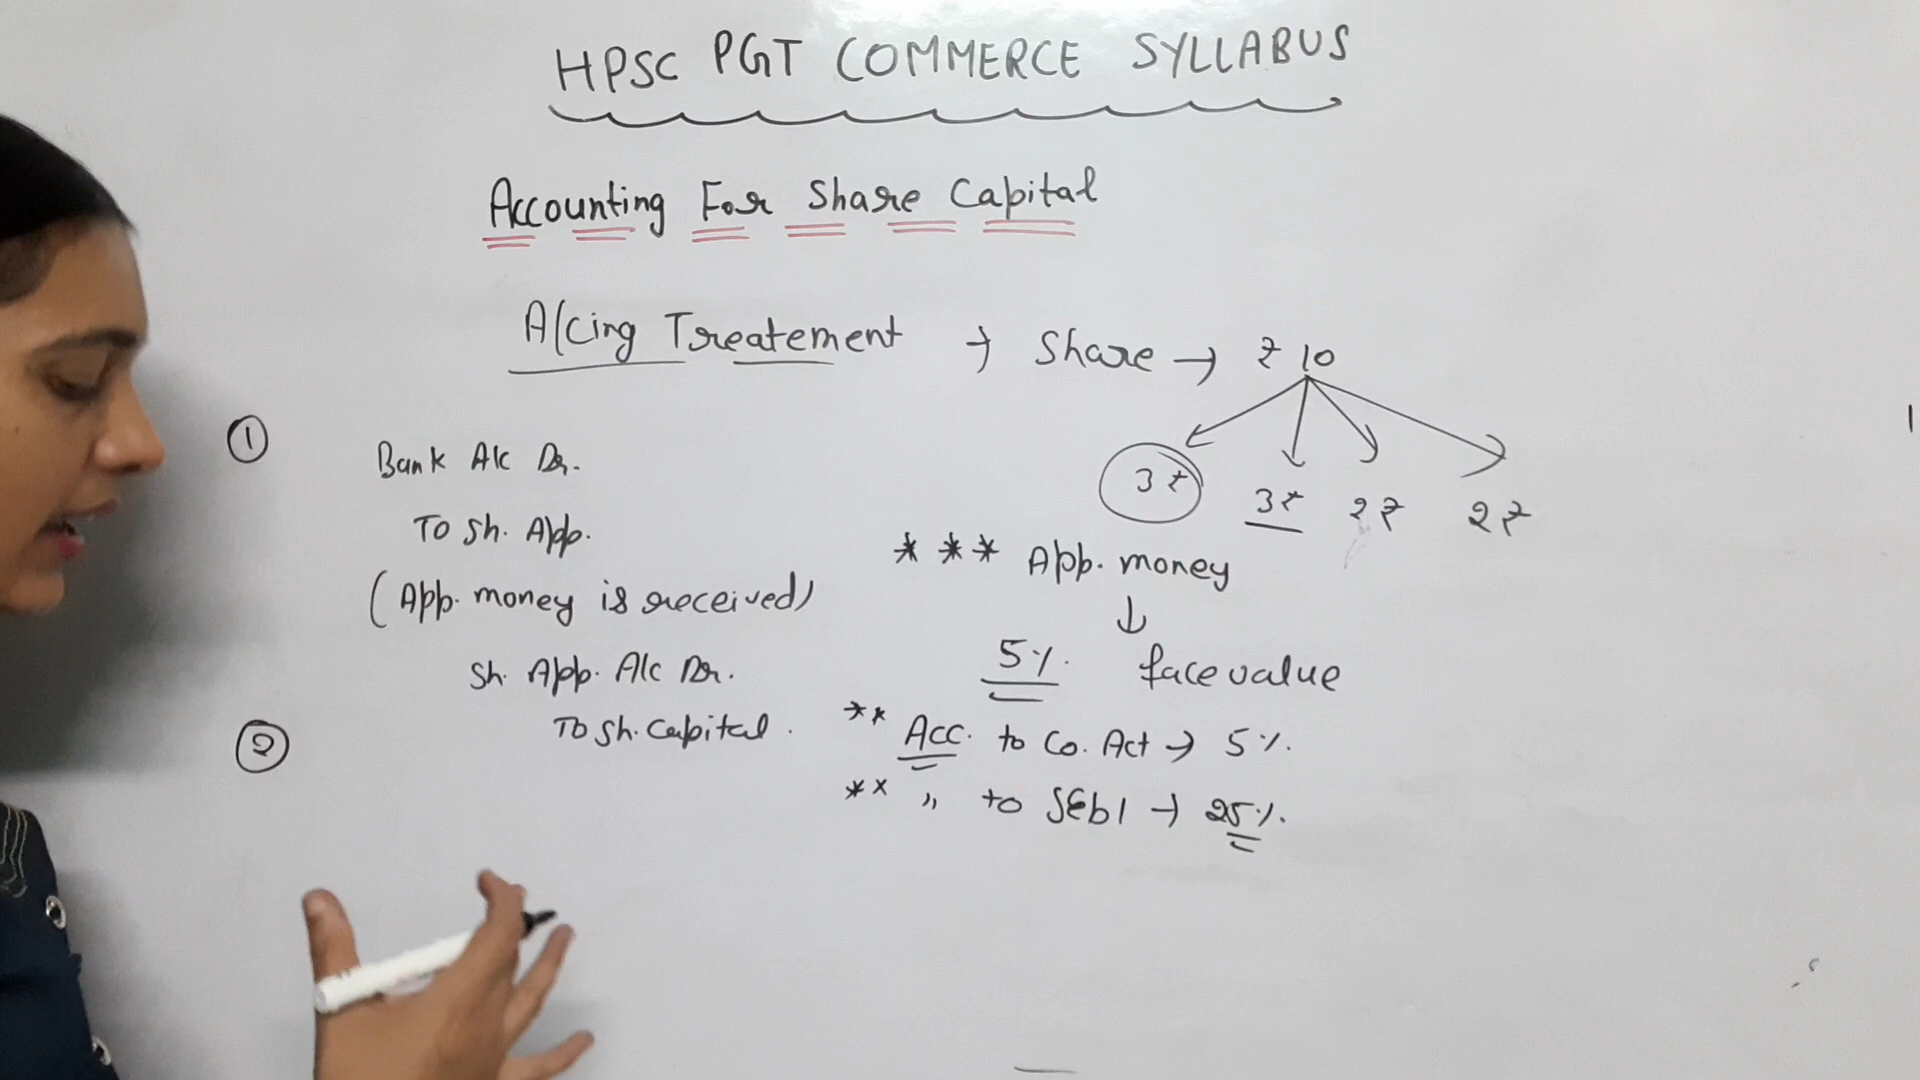 HPSC PGT COMMERCE SYLLABUS
Accounting For Share Capital
A/cing Treatement → Share → ₹ 10
①
3₹ 3₹ 2₹ 2₹
Bank A/c Dr.
To Sh. App.
(App. money is received)
Sh. App. A/c Dr.
② To Sh. Capital.
*** App. money
↓
5%. face value
** Acc. to Co. Act → 5%.
** " to SEbI → 25%.